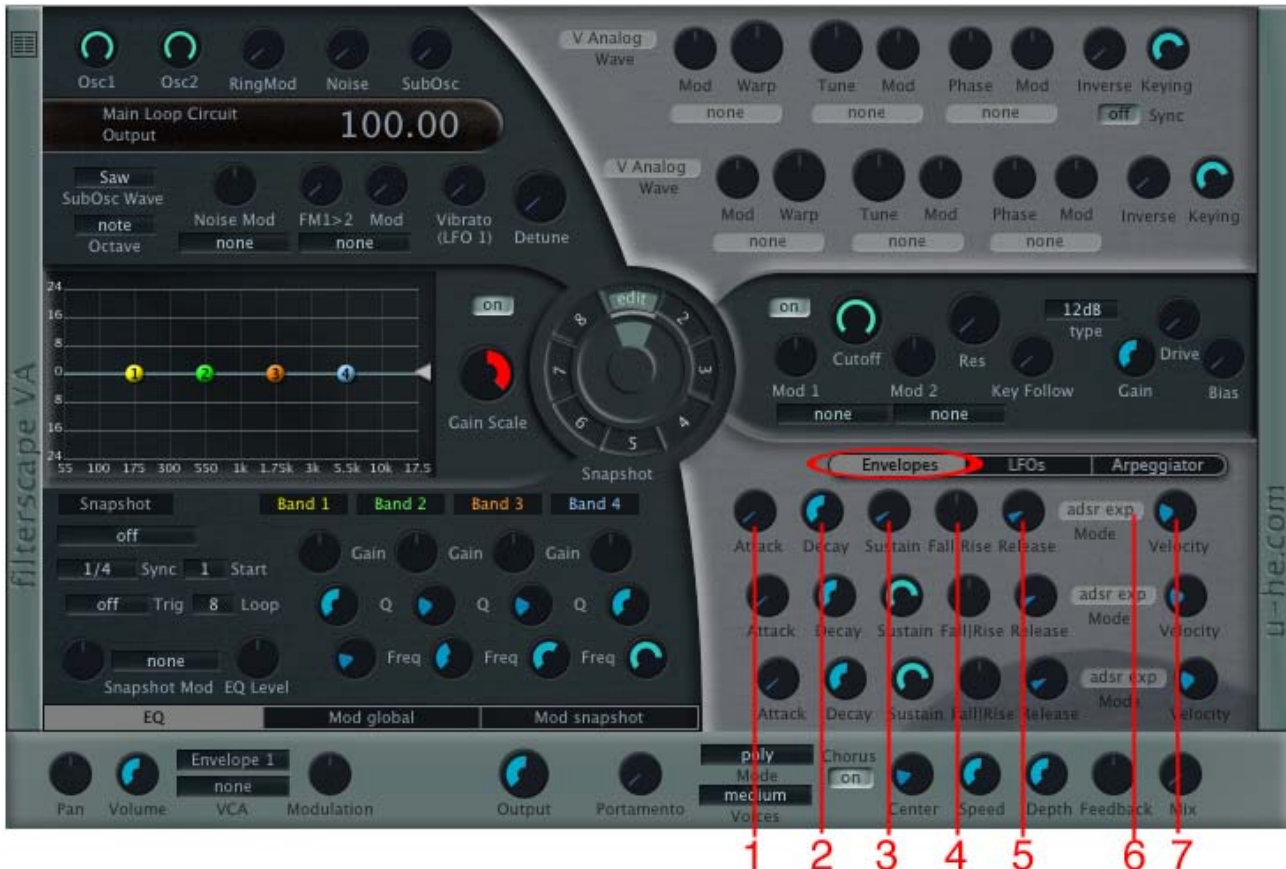 Osc1 Osc2 RingMod Noise SubOsc
Main Loop Circuit
Output
100.00
Saw
SubOsc Wave
note
Octave
Noise Mod FM1>2 Mod Vibrato
(LFO 1)
Detune
none none
V Analog
Wave
Mod Warp Tune Mod Phase Mod Inverse Keying
none none none off Sync
V Analog
Wave
Mod Warp Tune Mod Phase Mod Inverse Keying
none none none
24
16
8
0
8
16
24
55 100 175 300 550 1k 1.75k 3k 5.5k 10k 17.5
1 2 3 4
on
Gain Scale
edit
2
3
4
5
6
7
8
Snapshot
on
Cutoff
Res
12dB
type
Drive
Mod 1 Mod 2 Key Follow Gain Bias
none none
Snapshot Band 1 Band 2 Band 3 Band 4
off
Gain Gain Gain
1/4 Sync 1 Start
off Trig 8 Loop
Q Q Q
Freq Freq Freq
none
Snapshot Mod EQ Level
EQ Mod global Mod snapshot
Envelopes LFOs Arpeggiator
Attack Decay Sustain Fall|Rise Release adsr exp Mode Velocity
Attack Decay Sustain Fall|Rise Release adsr exp Mode Velocity
Attack Decay Sustain Fall|Rise Release adsr exp Mode Velocity
Pan Volume
Envelope 1
none
VCA
Modulation
Output
Portamento
poly
Mode
medium
Voices
Chorus
on
Center Speed Depth Feedback Mix
filterscape VA
u-he.com
1 2 3 4 5 6 7